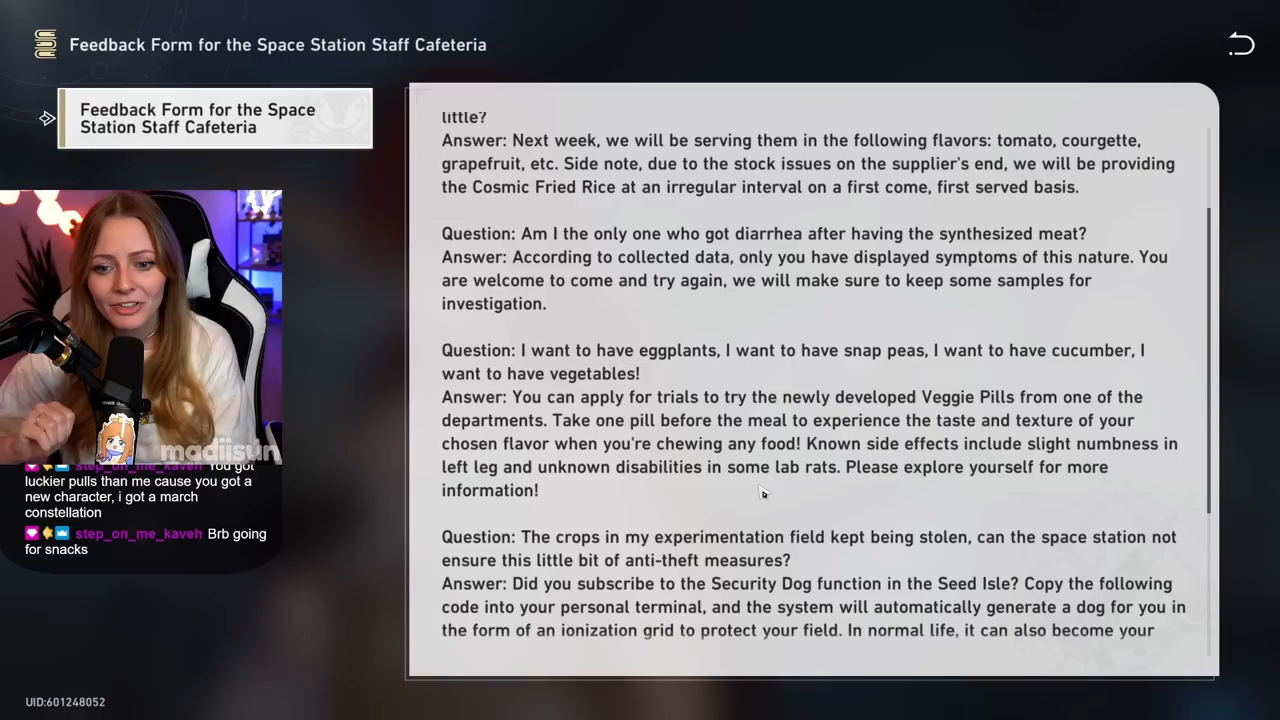 Feedback Form for the Space Station Staff Cafeteria
Feedback Form for the Space
Station Staff Cafeteria
little?
Answer: Next week, we will be serving them in the following flavors: tomato, courgette,
grapefruit, etc. Side note, due to the stock issues on the supplier's end, we will be providing
the Cosmic Fried Rice at an irregular interval on a first come, first served basis.
Question: Am I the only one who got diarrhea after having the synthesized meat?
Answer: According to collected data, only you have displayed symptoms of this nature. You
are welcome to come and try again, we will make sure to keep some samples for
investigation.
Question: I want to have eggplants, I want to have snap peas, I want to have cucumber, I
want to have vegetables!
Answer: You can apply for trials to try the newly developed Veggie Pills from one of the
departments. Take one pill before the meal to experience the taste and texture of your
chosen flavor when you're chewing any food! Known side effects include slight numbness in
left leg and unknown disabilities in some lab rats. Please explore yourself for more
information!
Question: The crops in my experimentation field kept being stolen, can the space station not
ensure this little bit of anti-theft measures?
Answer: Did you subscribe to the Security Dog function in the Seed Isle? Copy the following
code into your personal terminal, and the system will automatically generate a dog for you in
the form of an ionization grid to protect your field. In normal life, it can also become your
madiisun
step_on_me_kaveh You got
luckier pulls than me cause you got a
new character, i got a march
constellation
step_on_me_kaveh Brb going
for snacks
UID:601248052